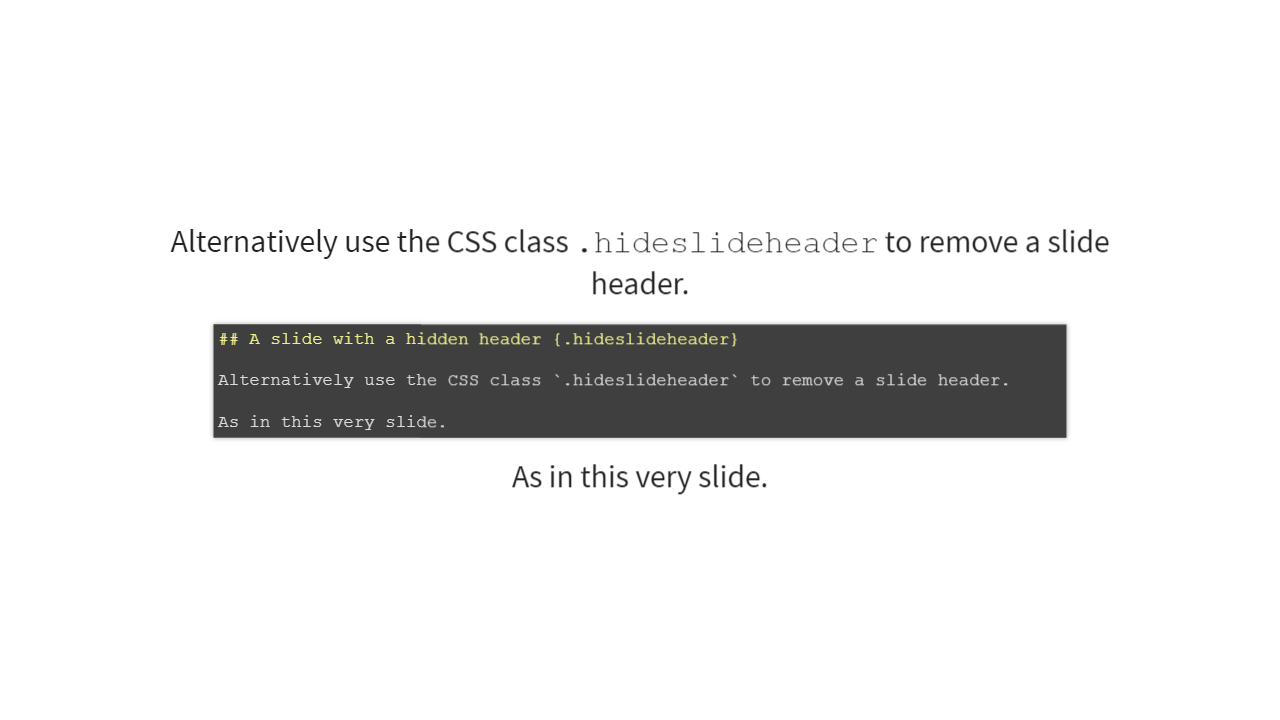 Alternatively use the CSS class .hideslideheader to remove a slide
header.
## A slide with a hidden header {.hideslideheader}
Alternatively use the CSS class `.hideslideheader` to remove a slide header.
As in this very slide.
As in this very slide.